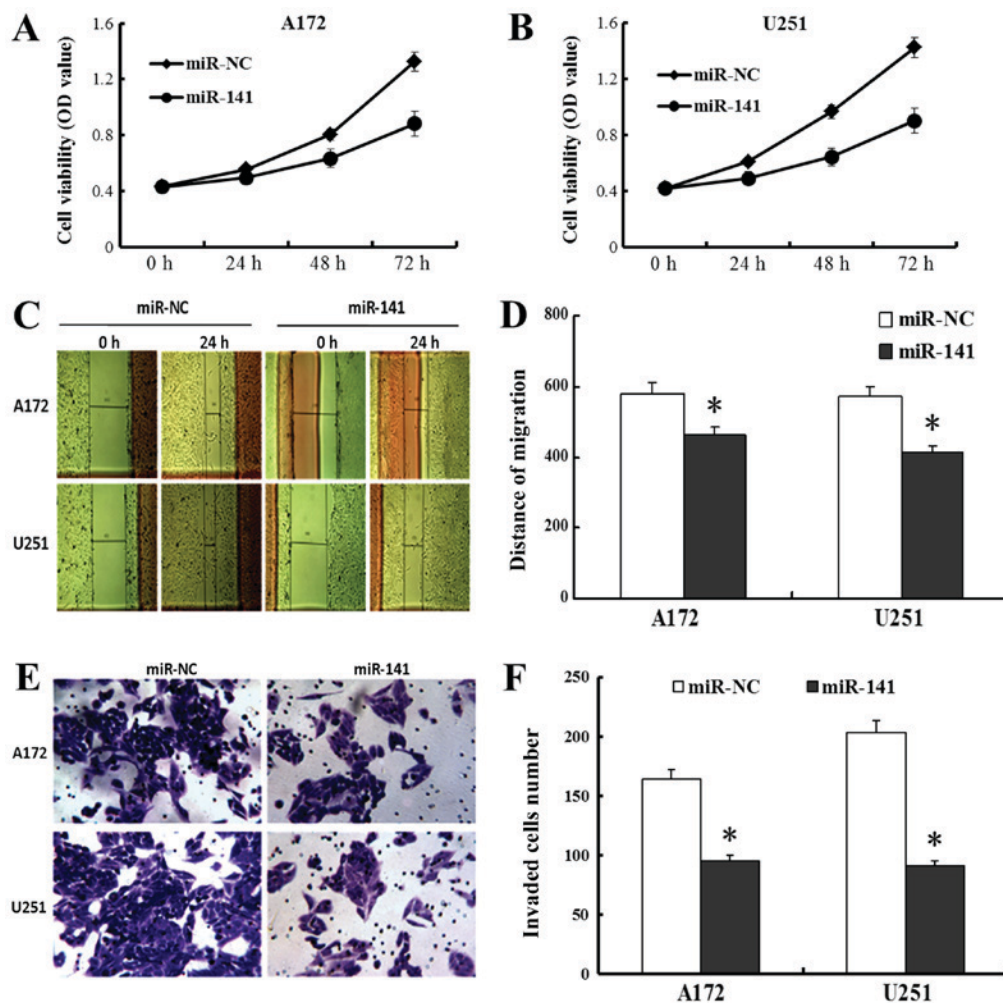 A
A172
Cell viability (OD value)
1.6
1.2
0.8
0.4
0
miR-NC
miR-141
0 h 24 h 48 h 72 h
B
U251
Cell viability (OD value)
1.6
1.2
0.8
0.4
0
miR-NC
miR-141
0 h 24 h 48 h 72 h
C
miR-NC miR-141
0 h 24 h 0 h 24 h
A172
U251
D
Distance of migration
800
600
400
200
0
miR-NC
miR-141
*
*
A172 U251
E
miR-NC miR-141
A172
U251
F
Invaded cells number
250
200
150
100
50
0
miR-NC miR-141
*
*
A172 U251